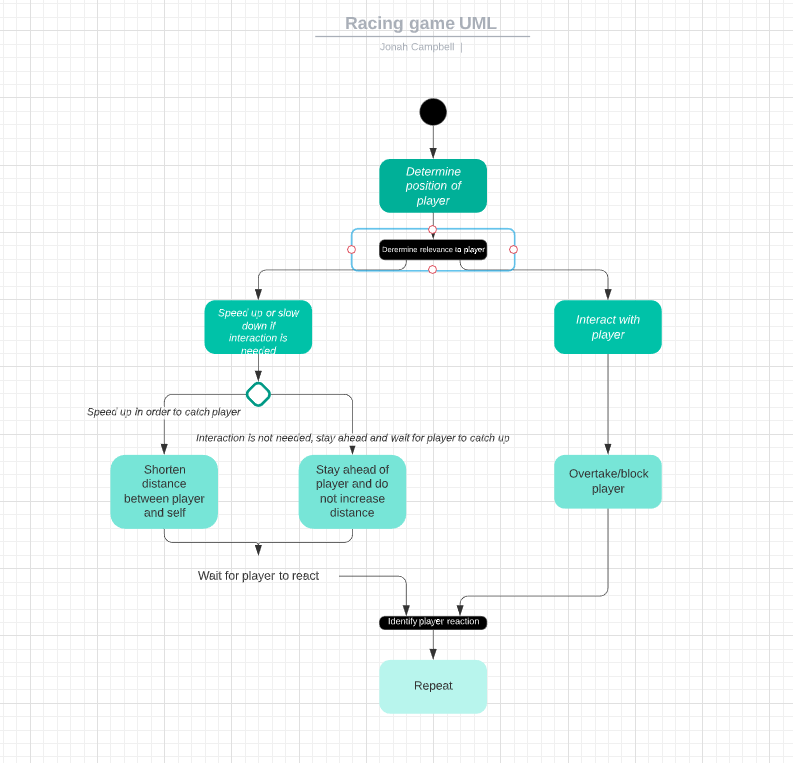 Racing game UML
Jonah Campbell |
Determine
position of
player
Derermine relevance to player
Speed up or slow
down if
interaction is
needed
Interact with
player
Speed up in order to catch player
Interaction is not needed, stay ahead and wait for player to catch up
Shorten
distance
between player
and self
Stay ahead of
player and do
not increase
distance
Overtake/block
player
Wait for player to react
Identify player reaction
Repeat